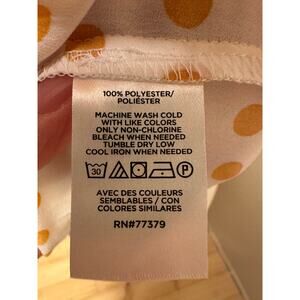 100% POLYESTER/
POLIÉSTER
MACHINE WASH COLD
WITH LIKE COLORS
ONLY NON-CHLORINE
BLEACH WHEN NEEDED
TUMBLE DRY LOW
COOL IRON WHEN NEEDED
30 P
AVEC DES COULEURS
SEMBLABLES / CON
COLORES SIMILARES
RN#77379